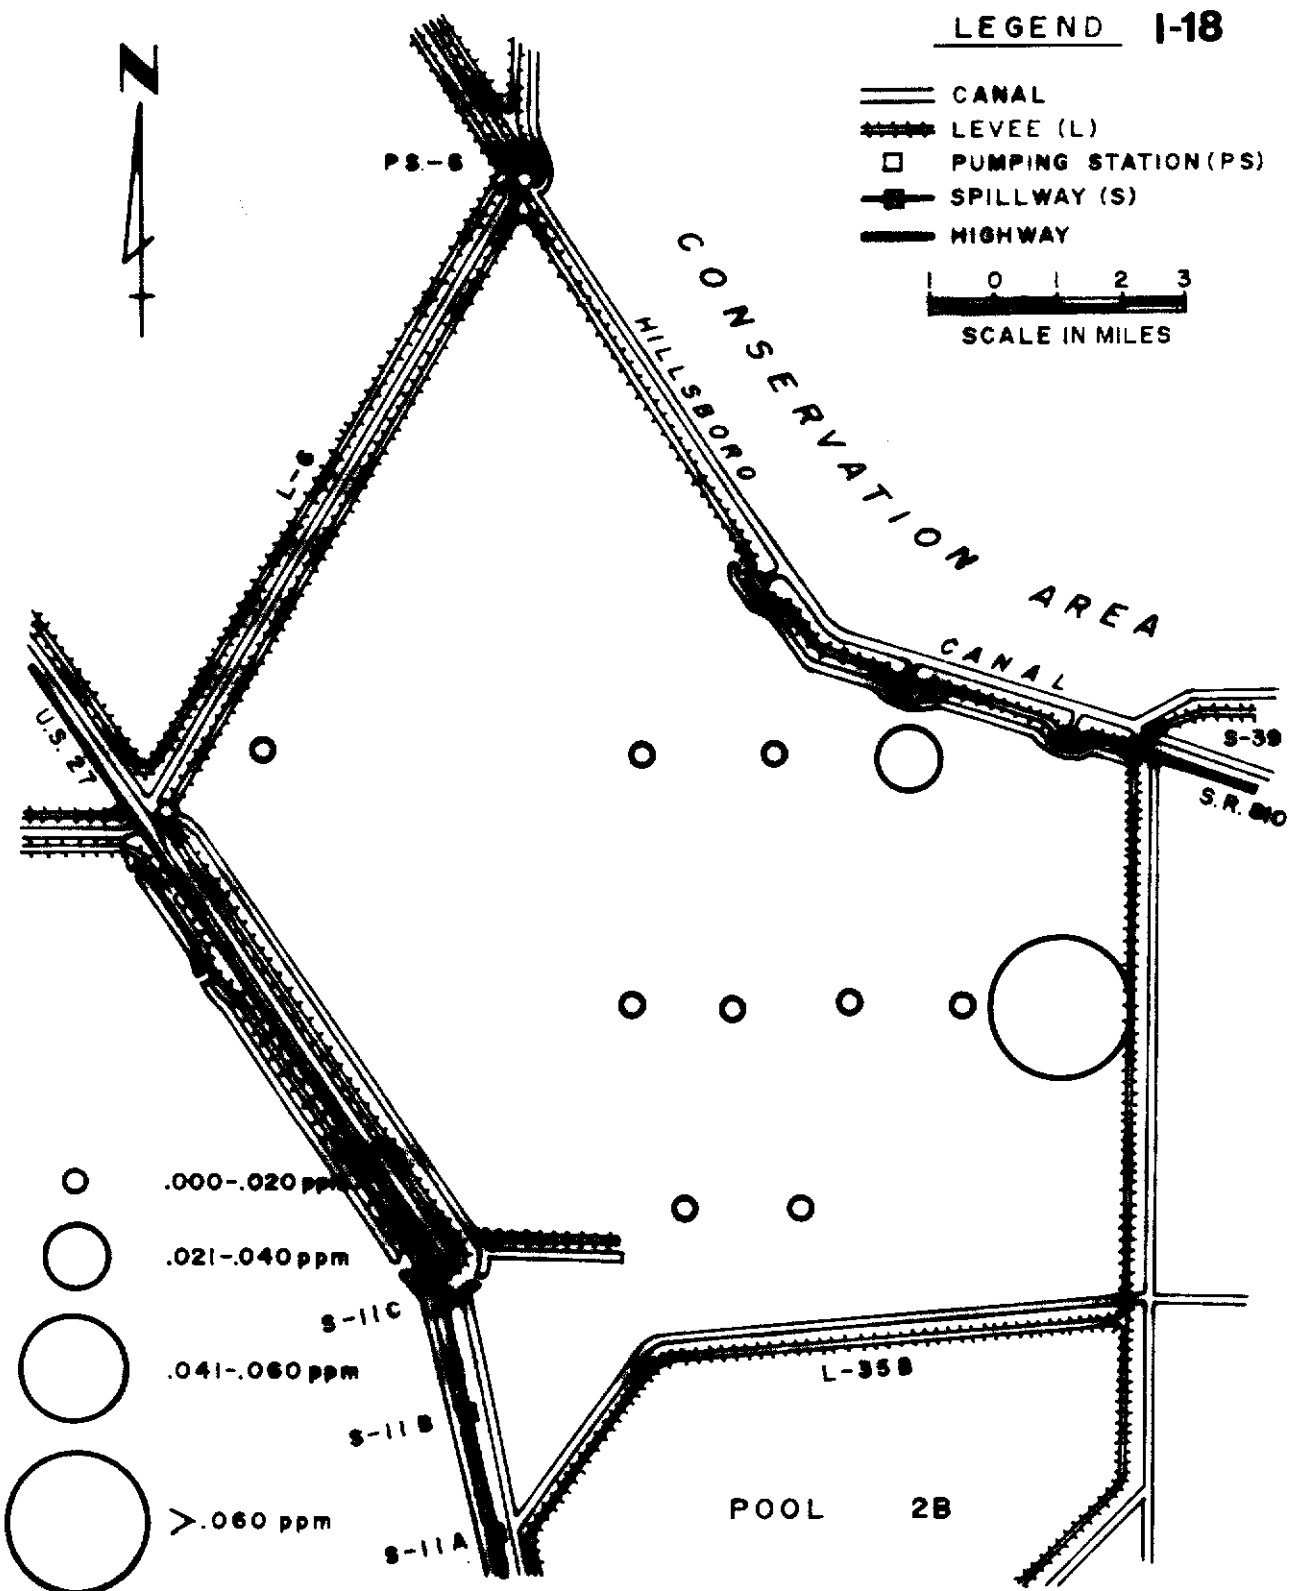 LEGEND I-18
N
CANAL
LEVEE (L)
PUMPING STATION (PS)
SPILLWAY (S)
HIGHWAY
1 0 1 2 3
SCALE IN MILES
PS.-6
CONSERVATION AREA
HILLSBORO CANAL
L-6
U.S. 27
S-39
S.R. 810
.000-.020 ppm
.021-.040 ppm
.041-.060 ppm
>.060 ppm
S-11C
S-11B
S-11A
L-35B
POOL 2B